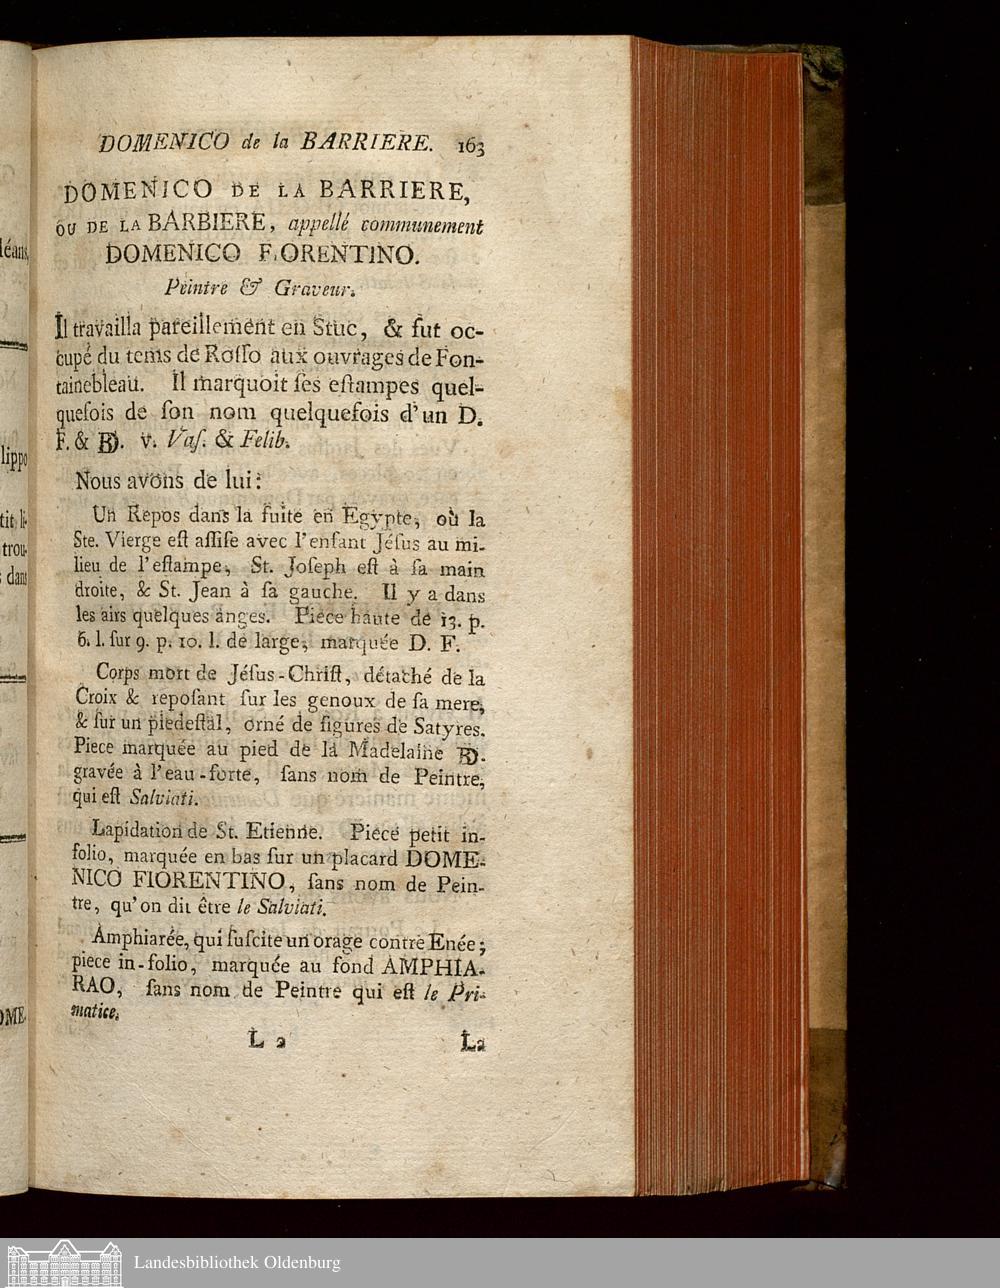 DOMENICO de la BARRIERE. 163
DOMENICO DE LA BARRIERE,
OU DE LA BARBIERE, appellé communement
DOMENICO FIORENTINO.
Peintre & Graveur.
Il travailla pareillement en Stuc, & fut oc-
cupé du tems de Rosso aux ouvrages de Fon-
tainebleau. Il marquoit ſes eſtampes quel-
quefois de ſon nom quelquefois d'un D.
F. & . v. Vaſ. & Felib.
Nous avons de lui:
Un Repos dans la fuite en Egypte, où la
Ste. Vierge eſt aſſiſe avec l'enfant Jéſus au mi-
lieu de l'eſtampe, St. Joſeph eſt à ſa main
droite, & St. Jean à ſa gauche. Il y a dans
les airs quelques anges. Piéce haute de 13. p.
6. l. ſur 9. p. 10. l. de large, marquée D. F.
Corps mort de Jéſus-Chriſt, détaché de la
Croix & repoſant ſur les genoux de ſa mere,
& ſur un piedeſtal, orné de figures de Satyres.
Piece marquée au pied de la Madelaine
gravée à l'eau-forte, ſans nom de Peintre,
qui eſt Salviati.
Lapidation de St. Etienne. Piéce petit in-
folio, marquée en bas ſur un placard DOME-
NICO FIORENTINO, ſans nom de Pein-
tre, qu'on dit être le Salviati.
Amphiarée, qui ſuſcite un orage contre Enée;
piece in-folio, marquée au fond AMPHIA-
RAO, ſans nom de Peintre qui eſt le Pri-
matice.
L 2 La
léans,
lippo
tit li-
trou-
dans
OME-
Landesbibliothek Oldenburg